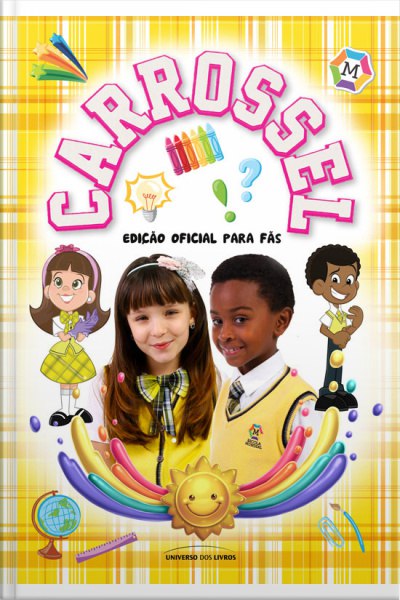 CARROSSEL
M
EDIÇÃO OFICIAL PARA FÃS
M
UNIVERSO DOS LIVROS